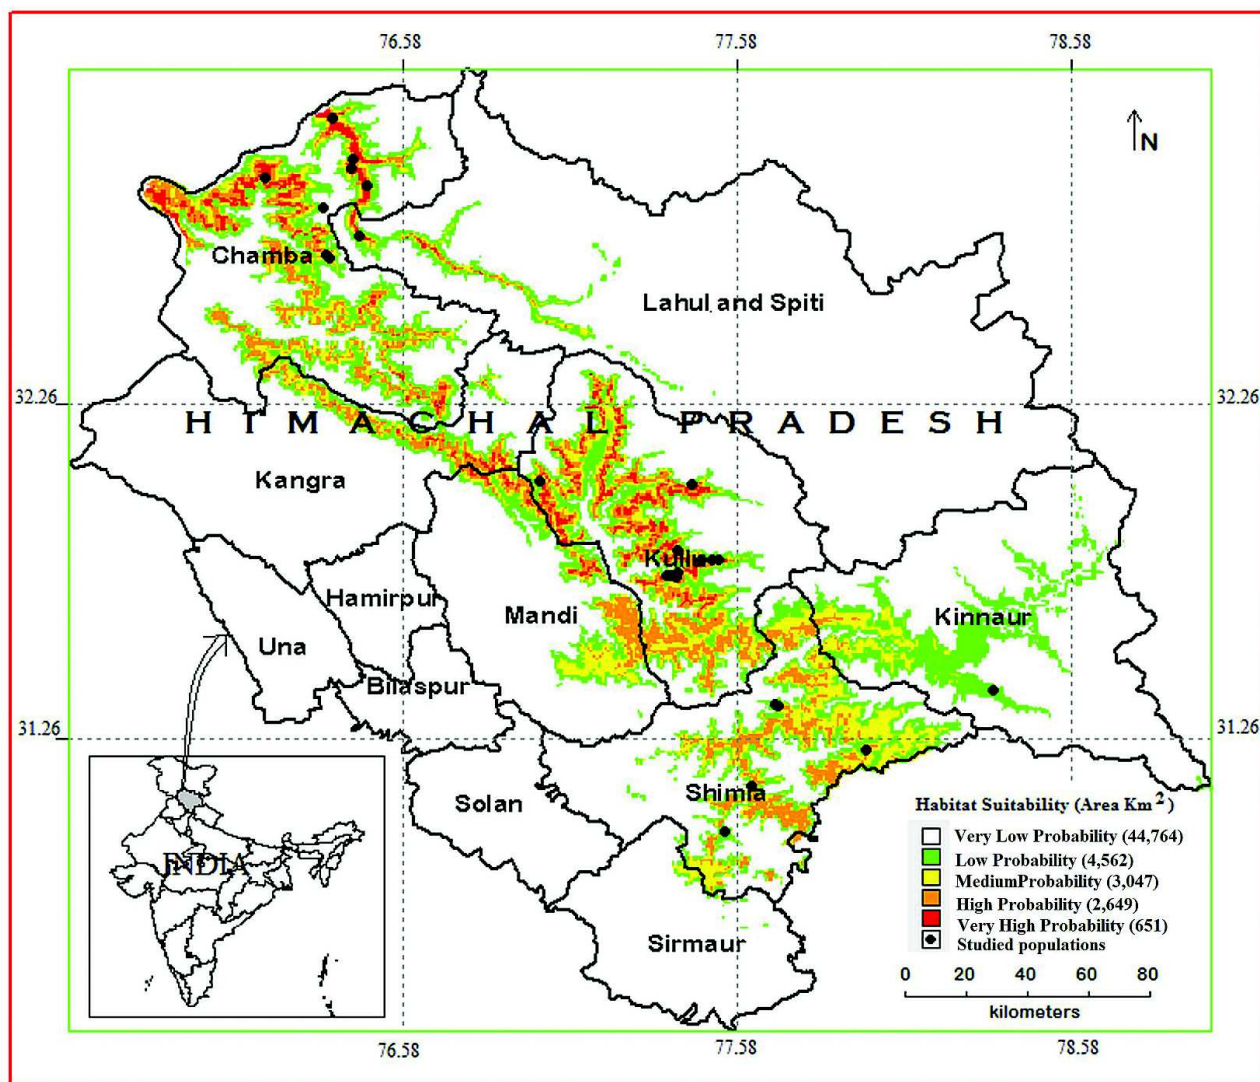 76.58 77.58 78.58
N
Chamba
Lahul and Spiti
32.26 32.26
HIMACHAL PRADESH
Kangra
Kullu
Hamirpur
Mandi
Kinnaur
Una
Bilaspur
31.26 31.26
Shimla
Solan
Sirmaur
INDIA
Habitat Suitability (Area Km²)
Very Low Probability (44,764)
Low Probability (4,562)
MediumProbability (3,047)
High Probability (2,649)
Very High Probability (651)
Studied populations
0 20 40 60 80
kilometers
76.58 77.58 78.58